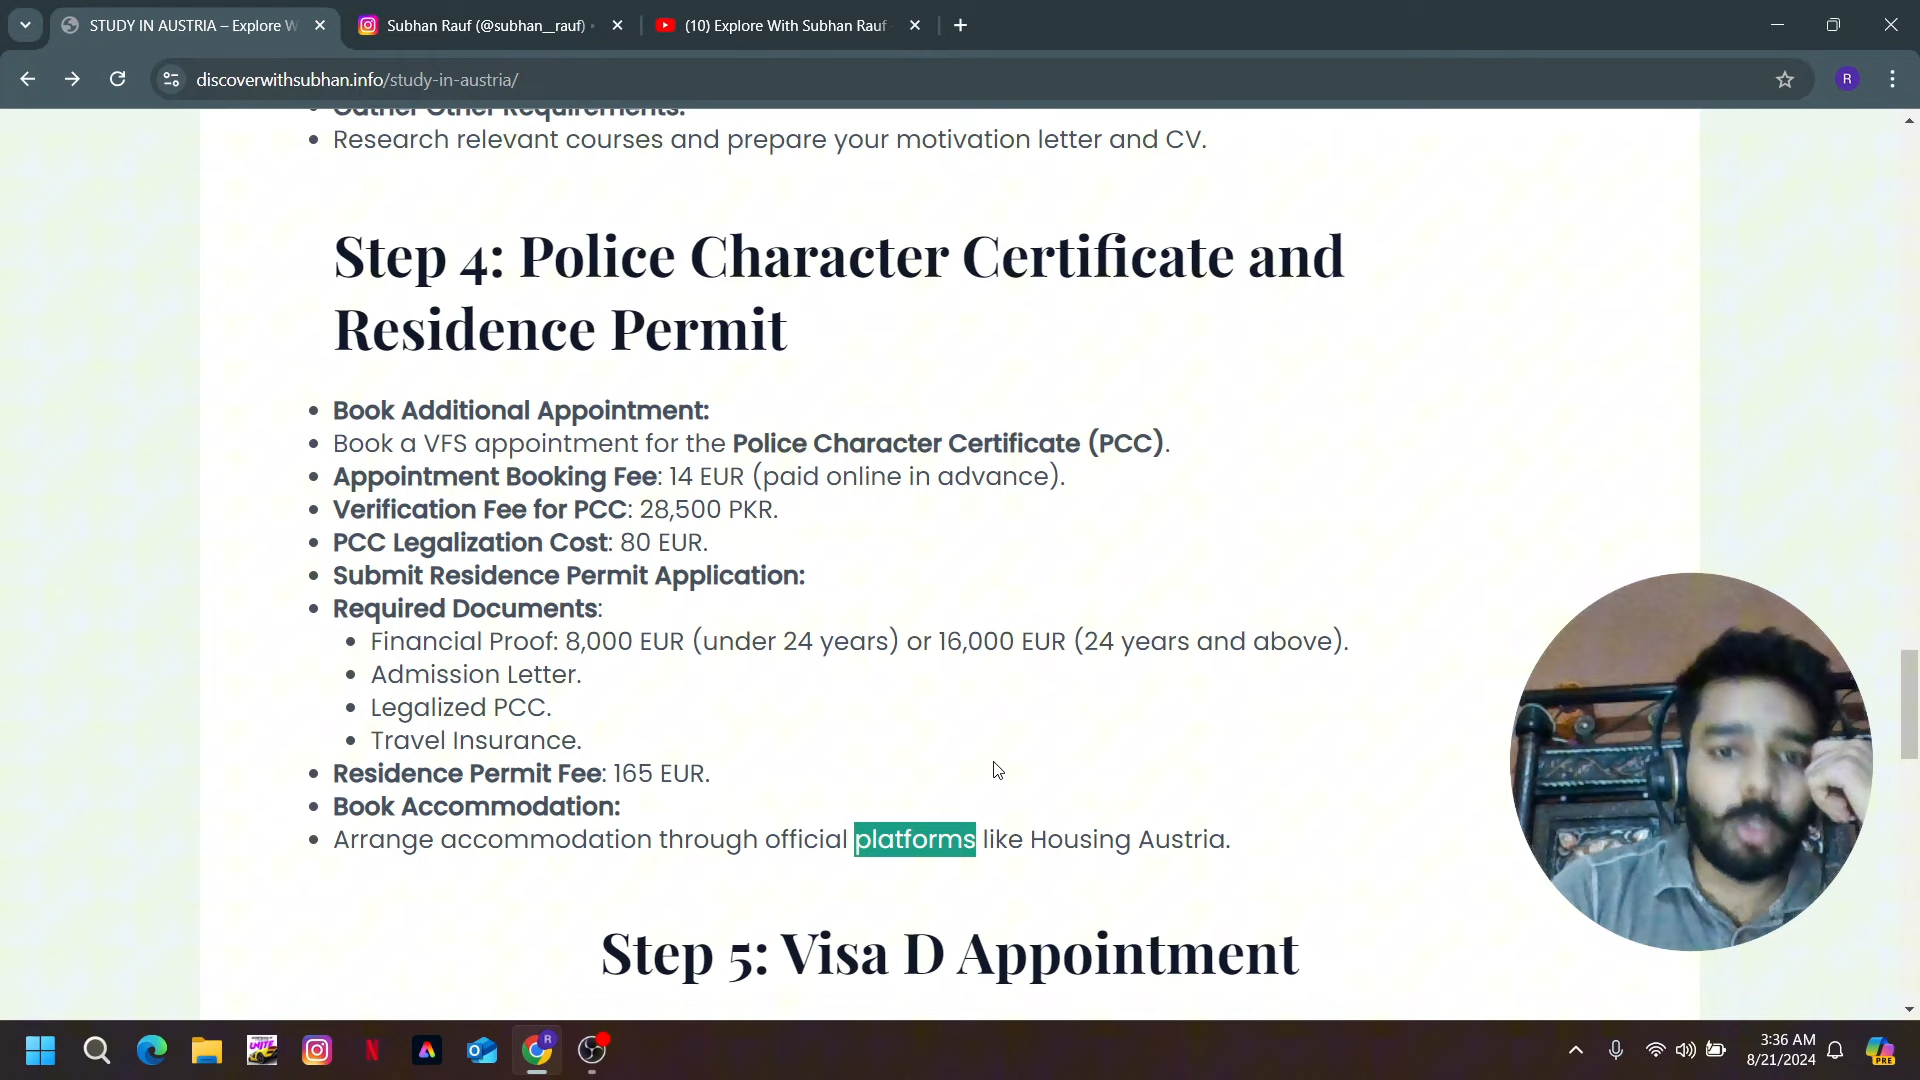 STUDY IN AUSTRIA – Explore W
Subhan Rauf (@subhan__rauf) •
(10) Explore With Subhan Rauf
discoverwithsubhan.info/study-in-austria/
R
Gather Other Requirements:
Research relevant courses and prepare your motivation letter and CV.
Step 4: Police Character Certificate and
Residence Permit
Book Additional Appointment:
Book a VFS appointment for the Police Character Certificate (PCC).
Appointment Booking Fee: 14 EUR (paid online in advance).
Verification Fee for PCC: 28,500 PKR.
PCC Legalization Cost: 80 EUR.
Submit Residence Permit Application:
Required Documents:
Financial Proof: 8,000 EUR (under 24 years) or 16,000 EUR (24 years and above).
Admission Letter.
Legalized PCC.
Travel Insurance.
Residence Permit Fee: 165 EUR.
Book Accommodation:
Arrange accommodation through official platforms like Housing Austria.
Step 5: Visa D Appointment
UNITE
N
R
3:36 AM
8/21/2024
PRE